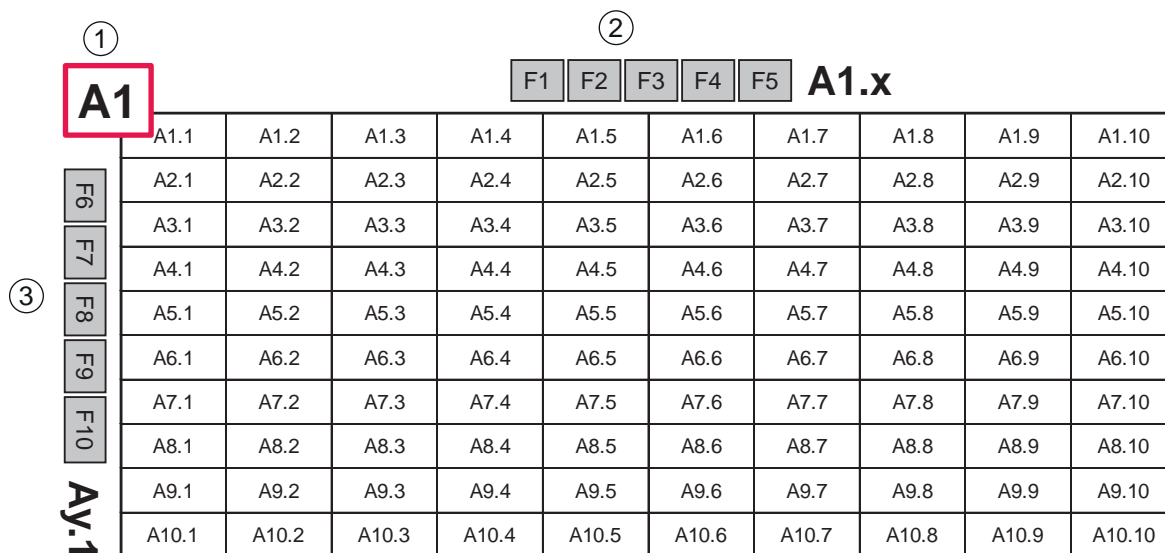 ① ②
A1 F1 F2 F3 F4 F5 A1.x
A1.1 A1.2 A1.3 A1.4 A1.5 A1.6 A1.7 A1.8 A1.9 A1.10
A2.1 A2.2 A2.3 A2.4 A2.5 A2.6 A2.7 A2.8 A2.9 A2.10
A3.1 A3.2 A3.3 A3.4 A3.5 A3.6 A3.7 A3.8 A3.9 A3.10
A4.1 A4.2 A4.3 A4.4 A4.5 A4.6 A4.7 A4.8 A4.9 A4.10
A5.1 A5.2 A5.3 A5.4 A5.5 A5.6 A5.7 A5.8 A5.9 A5.10
A6.1 A6.2 A6.3 A6.4 A6.5 A6.6 A6.7 A6.8 A6.9 A6.10
A7.1 A7.2 A7.3 A7.4 A7.5 A7.6 A7.7 A7.8 A7.9 A7.10
A8.1 A8.2 A8.3 A8.4 A8.5 A8.6 A8.7 A8.8 A8.9 A8.10
A9.1 A9.2 A9.3 A9.4 A9.5 A9.6 A9.7 A9.8 A9.9 A9.10
A10.1 A10.2 A10.3 A10.4 A10.5 A10.6 A10.7 A10.8 A10.9 A10.10
③
F6 F7 F8 F9 F10 Ay.1